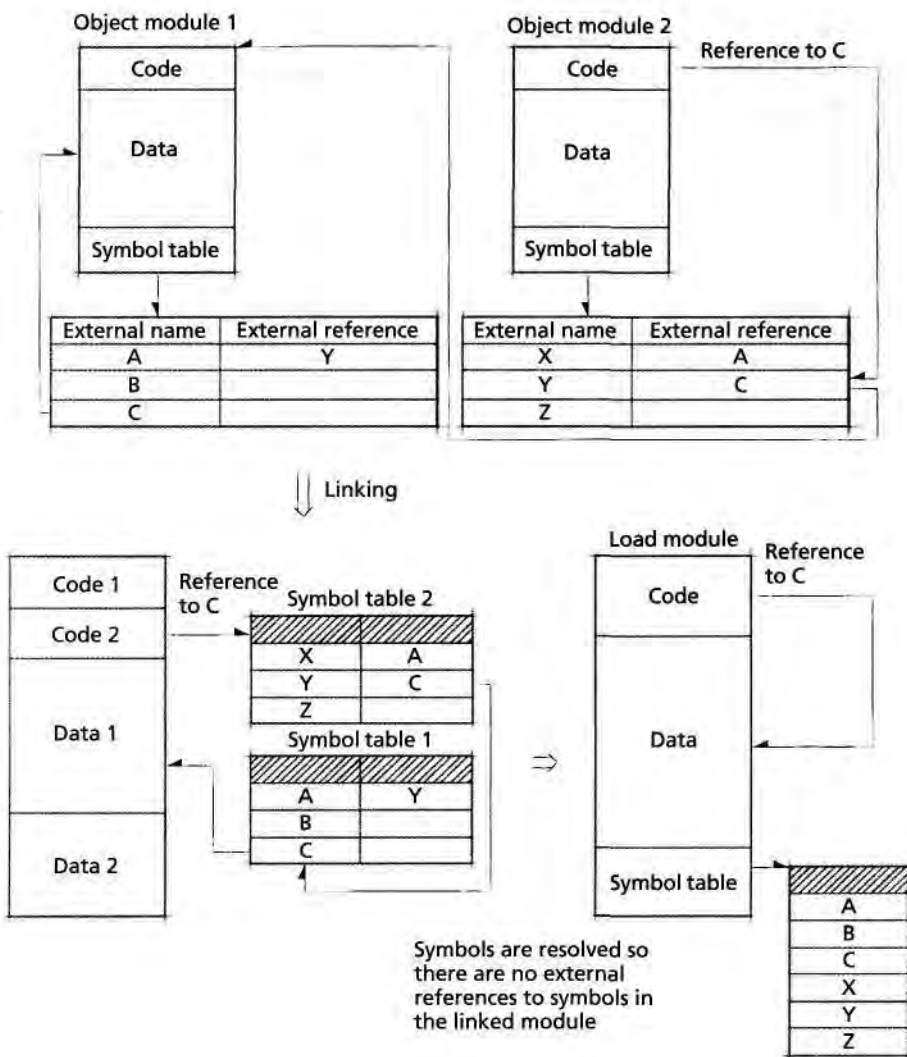 Object module 1
Object module 2
Code
Code
Reference to C
Data
Data
Symbol table
Symbol table
External name External reference
A Y
B
C
External name External reference
X A
Y C
Z
Linking
Code 1
Code 2
Data 1
Data 2
Reference
to C
Symbol table 2
X A
Y C
Z
Symbol table 1
A Y
B
C
Load module
Code
Reference
to C
Data
Symbol table
A
B
C
X
Y
Z
Symbols are resolved so
there are no external
references to symbols in
the linked module